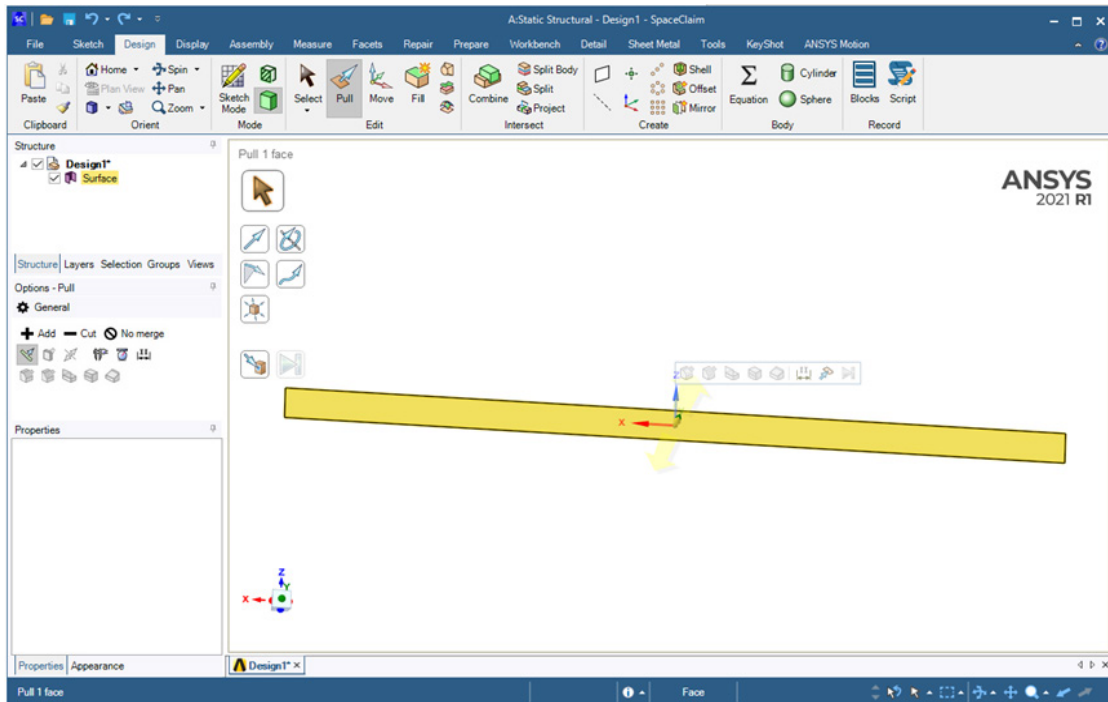 A:Static Structural - Design1 - SpaceClaim
File Sketch Design Display Assembly Measure Facets Repair Prepare Workbench Detail Sheet Metal Tools KeyShot ANSYS Motion
Paste
Clipboard
Home Spin
Plan View Pan
Zoom
Orient
Sketch Mode
Mode
Select Pull Move Fill
Edit
Combine
Split Body
Split
Project
Intersect
Shell
Offset
Mirror
Create
Equation
Cylinder
Sphere
Body
Blocks Script
Record
Structure
Design1*
Surface
Structure Layers Selection Groups Views
Options - Pull
General
Add Cut No merge
Properties
Properties Appearance
Pull 1 face
ANSYS
2021 R1
Z
X
Z
Y
X
Design1*
Pull 1 face
Face